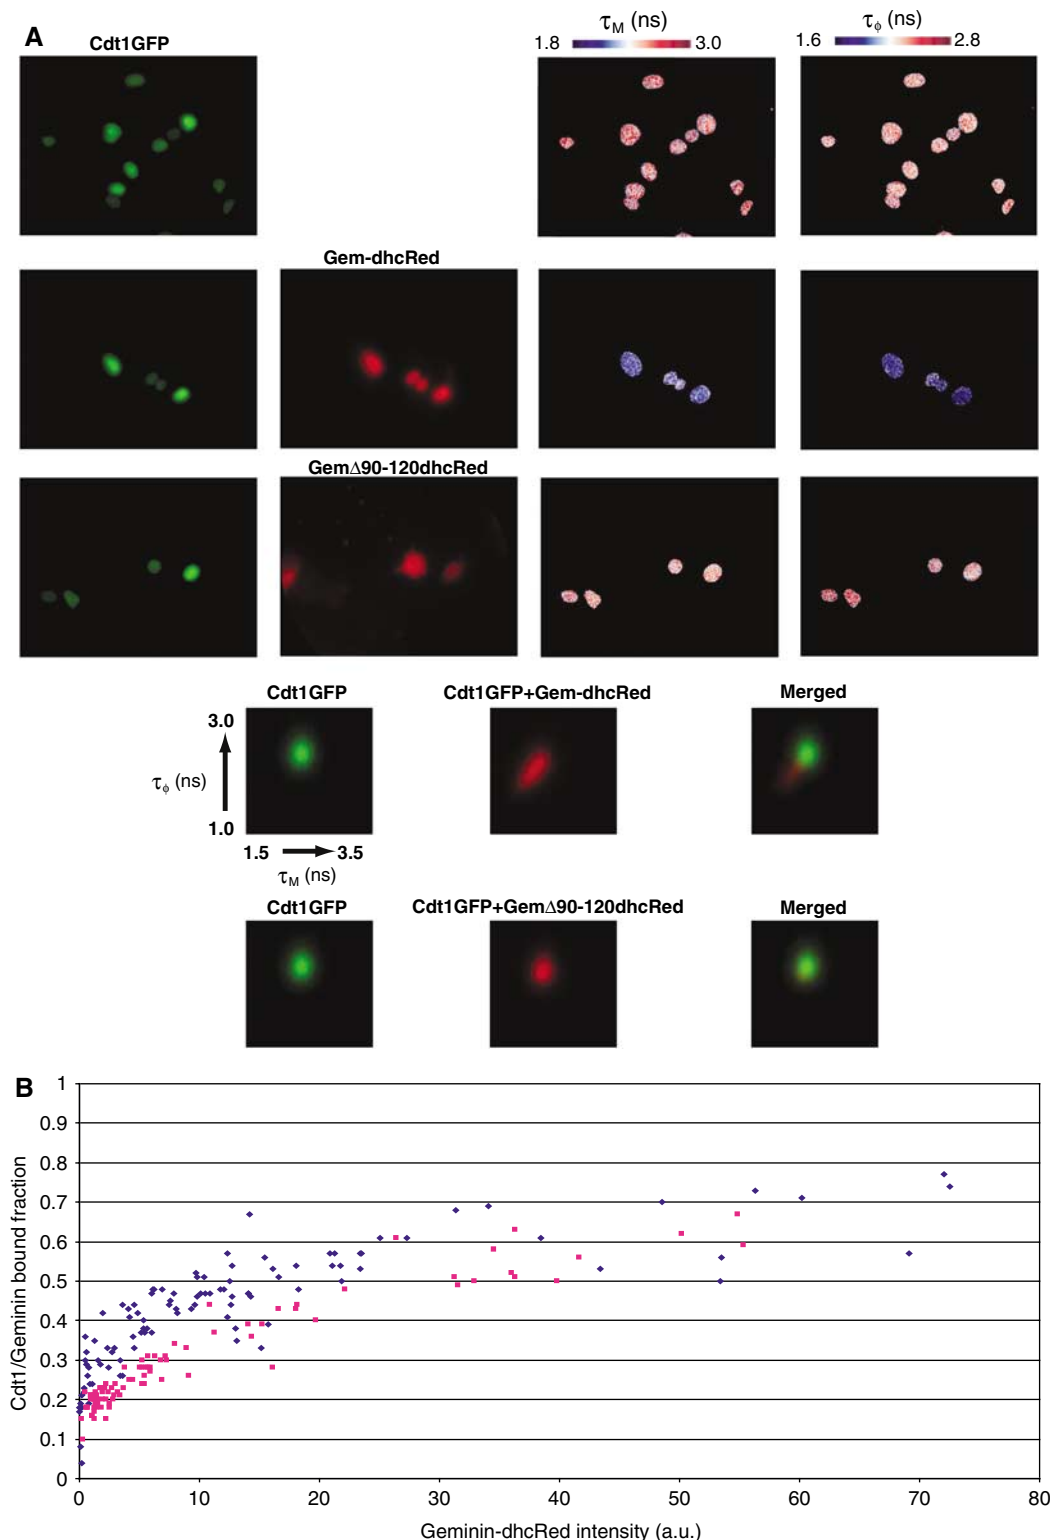 A
Cdt1GFP
τM (ns)
1.8
3.0
τϕ (ns)
1.6
2.8
Gem-dhcRed
GemΔ90-120dhcRed
Cdt1GFP
Cdt1GFP+Gem-dhcRed
Merged
3.0
τϕ (ns)
1.0
1.5
3.5
τM (ns)
Cdt1GFP
Cdt1GFP+GemΔ90-120dhcRed
Merged
B
1
0.9
0.8
0.7
0.6
0.5
0.4
0.3
0.2
0.1
0
Cdt1/Geminin bound fraction
0 10 20 30 40 50 60 70 80
Geminin-dhcRed intensity (a.u.)